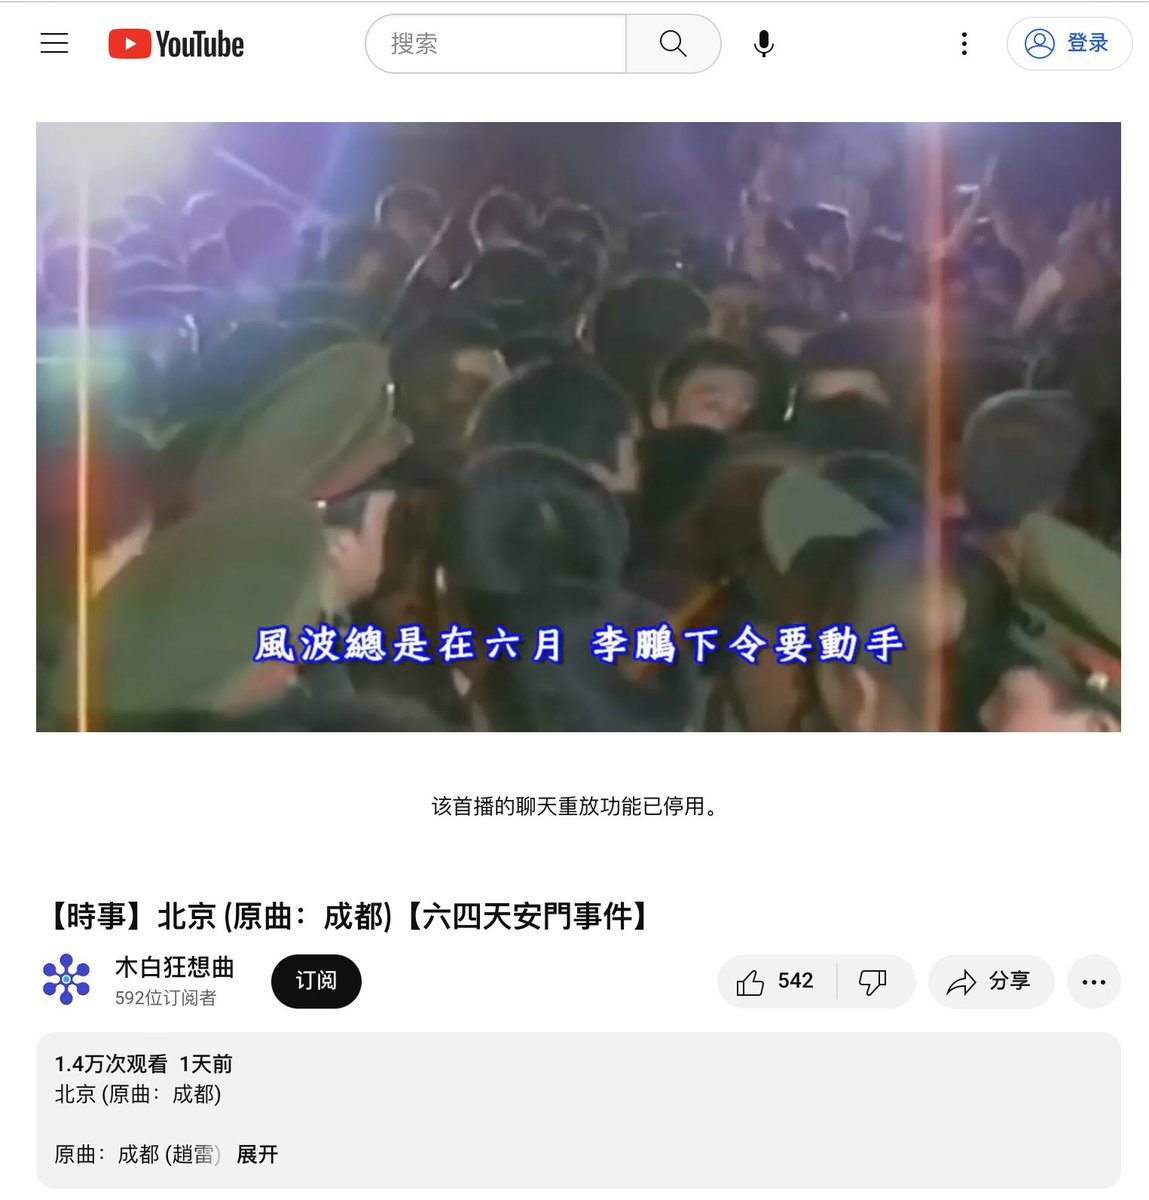 YouTube
搜索
登录
風波總是在六月 李鵬下令要動手
该首播的聊天重放功能已停用。
【時事】北京 (原曲：成都)【六四天安門事件】
木白狂想曲
592位订阅者
订阅
542
分享
1.4万次观看 1天前
北京 (原曲：成都)
原曲：成都 (趙雷) 展开